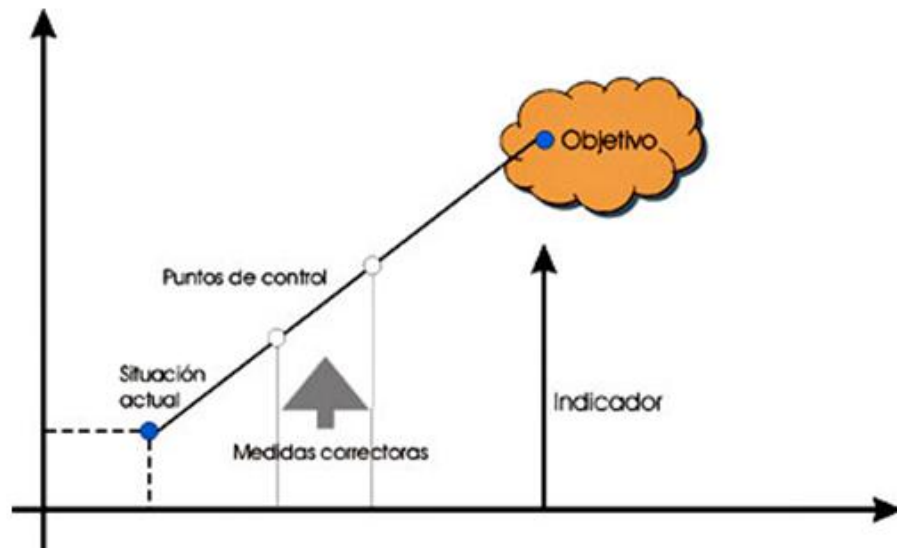 Objetivo
Puntos de control
Situación
actual
Indicador
Medidas correctoras